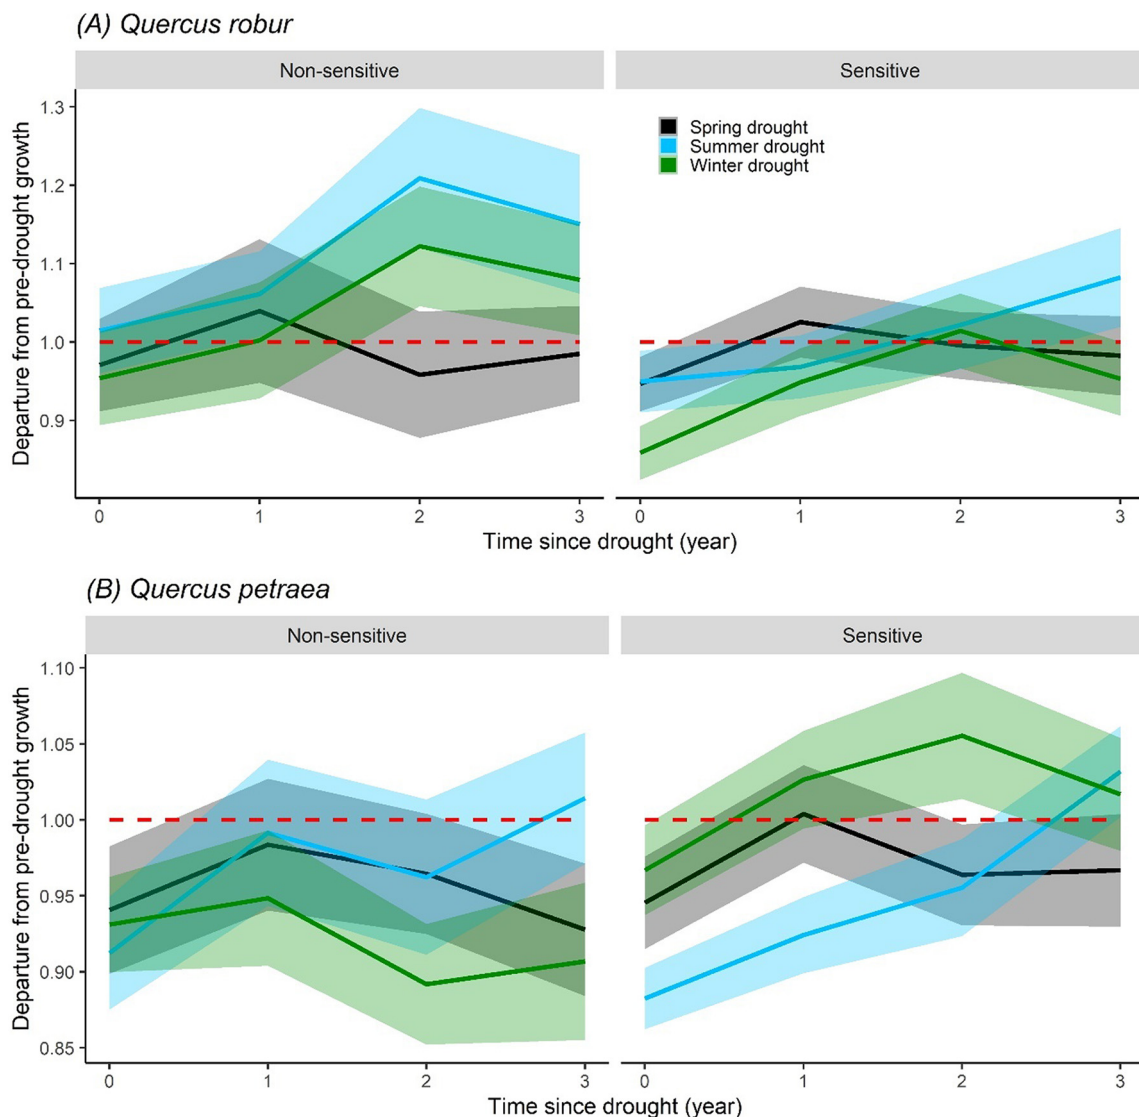 (A) Quercus robur
Non-sensitive
Sensitive
Departure from pre-drought growth
1.3
1.2
1.1
1.0
0.9
Spring drought
Summer drought
Winter drought
0 1 2 3
0 1 2 3
Time since drought (year)
(B) Quercus petraea
Non-sensitive
Sensitive
Departure from pre-drought growth
1.10
1.05
1.00
0.95
0.90
0.85
0 1 2 3
0 1 2 3
Time since drought (year)